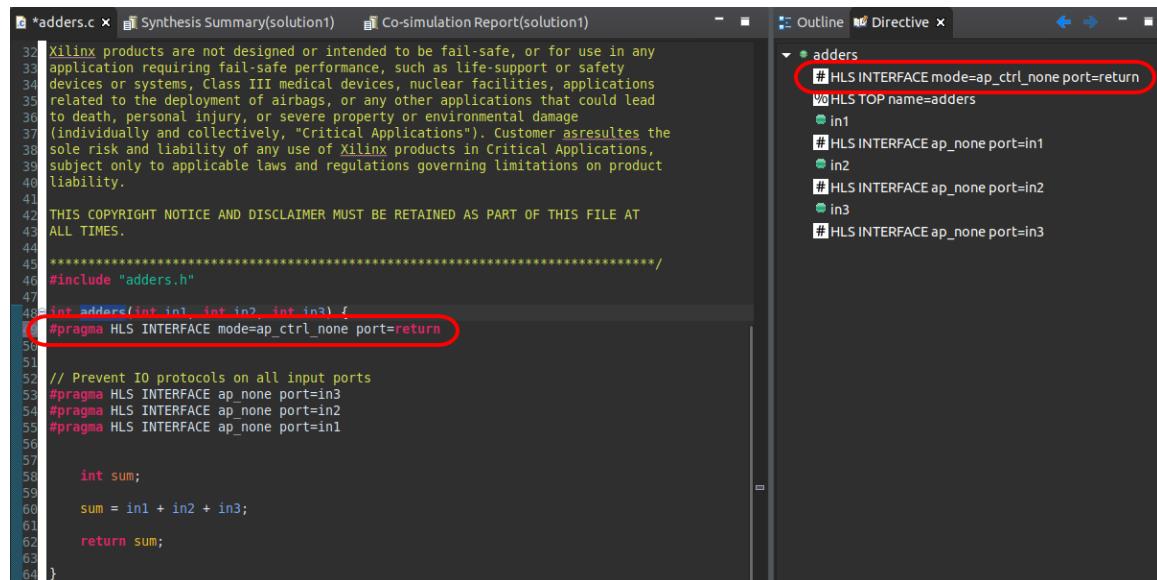 *adders.c
Synthesis Summary(solution1)
Co-simulation Report(solution1)
32 Xilinx products are not designed or intended to be fail-safe, or for use in any
33 application requiring fail-safe performance, such as life-support or safety
34 devices or systems, Class III medical devices, nuclear facilities, applications
35 related to the deployment of airbags, or any other applications that could lead
36 to death, personal injury, or severe property or environmental damage
37 (individually and collectively, "Critical Applications"). Customer asresultes the
38 sole risk and liability of any use of Xilinx products in Critical Applications,
39 subject only to applicable laws and regulations governing limitations on product
40 liability.
41
42 THIS COPYRIGHT NOTICE AND DISCLAIMER MUST BE RETAINED AS PART OF THIS FILE AT
43 ALL TIMES.
44
45 *******************************************************************************/
46 #include "adders.h"
47
48 int adders(int in1, int in2, int in3) {
#pragma HLS INTERFACE mode=ap_ctrl_none port=return
50
51
52 // Prevent IO protocols on all input ports
53 #pragma HLS INTERFACE ap_none port=in3
54 #pragma HLS INTERFACE ap_none port=in2
55 #pragma HLS INTERFACE ap_none port=in1
56
57
58 int sum;
59
60 sum = in1 + in2 + in3;
61
62 return sum;
63
64 }
Outline
Directive
adders
# HLS INTERFACE mode=ap_ctrl_none port=return
% HLS TOP name=adders
in1
# HLS INTERFACE ap_none port=in1
in2
# HLS INTERFACE ap_none port=in2
in3
# HLS INTERFACE ap_none port=in3